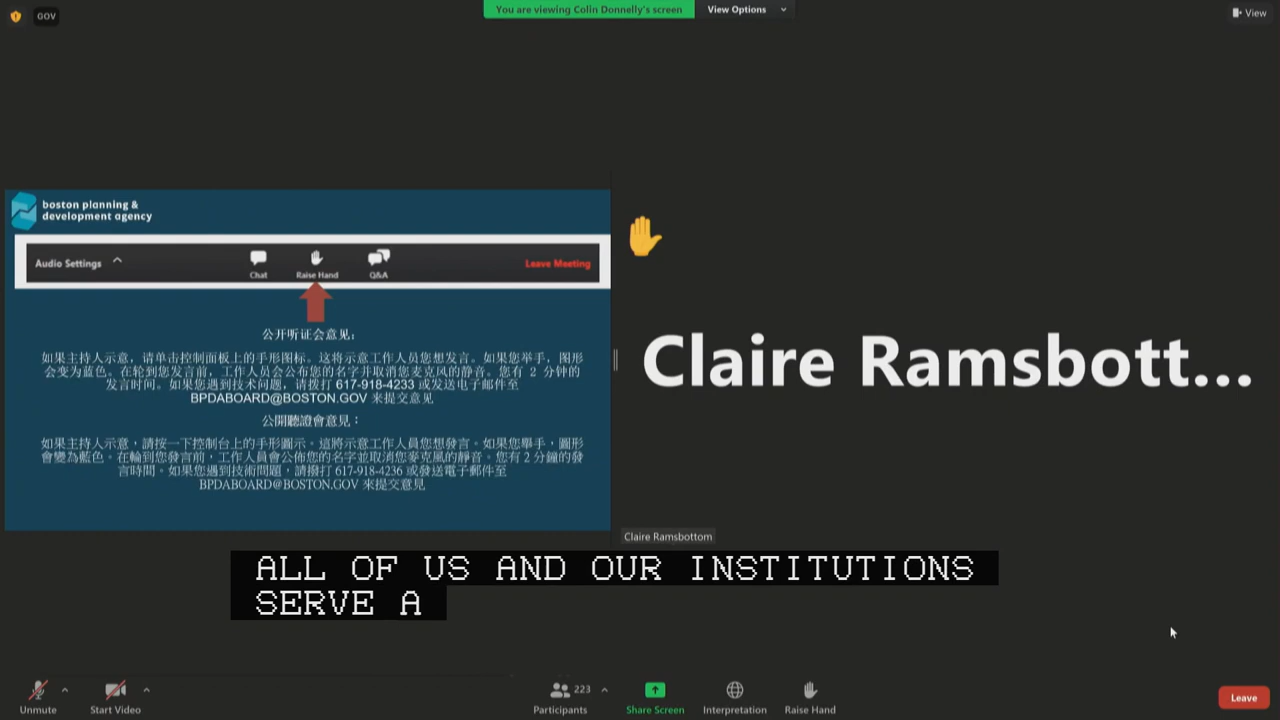 GOV
You are viewing Colin Donnelly's screen
View Options
View
boston planning &
development agency
Audio Settings
Chat
Raise Hand
Q&A
Leave Meeting
公开听证会意见：
如果主持人示意，请单击控制面板上的手形图标。这将示意工作人员您想发言。如果您举手，图形
会变为蓝色。在轮到您发言前，工作人员会公布您的名字并取消您麦克风的静音。您有 2 分钟的
发言时间。如果您遇到技术问题，请拨打 617-918-4233 或发送电子邮件至
BPDABOARD@BOSTON.GOV 来提交意见
公開聽證會意見：
如果主持人示意，請按一下控制台上的手形圖示。這將示意工作人員您想發言。如果您舉手，圖形
會變為藍色。在輪到您發言前，工作人員會公佈您的名字並取消您麥克風的靜音。您有 2 分鐘的發
言時間。如果您遇到技術問題，請撥打 617-918-4236 或發送電子郵件至
BPDABOARD@BOSTON.GOV 來提交意見
Claire Ramsbott...
Claire Ramsbottom
ALL OF US AND OUR INSTITUTIONS
SERVE A
Unmute
Start Video
223
Participants
Share Screen
Interpretation
Raise Hand
Leave